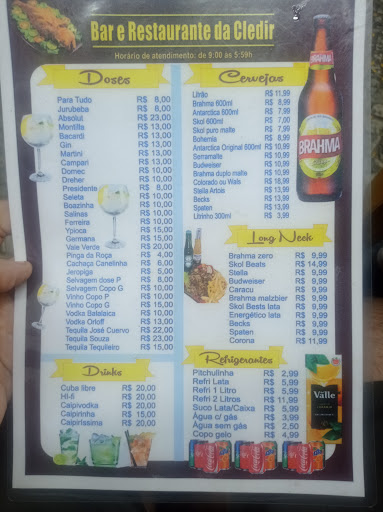 Bar e Restaurante da Cledir
Horário de atendimento: de 9:00 as 5:59h
Doses
Para Tudo R$ 8,00
Jurubeba R$ 8,00
Absolut R$ 23,00
Montilla R$ 13,00
Bacardi R$ 13,00
Gin R$ 13,00
Martini R$ 13,00
Campari R$ 13,00
Domec R$ 10,00
Dreher R$ 10,00
Presidente R$ 8,00
Seleta R$ 10,00
Boazinha R$ 10,00
Salinas R$ 10,00
Ferreira R$ 10,00
Ypioca R$ 15,00
Germana R$ 15,00
Vale Verde R$ 20,00
Pinga da Roça R$ 4,00
Cachaça Canelinha R$ 6,00
Jeropiga R$ 5,00
Selvagem dose P R$ 8,00
Selvagem Copo G R$ 10,00
Vinho Copo P R$ 10,00
Vinho Copo G R$ 15,00
Vodka Balalaica R$ 10,00
Vodka Orloff R$ 13,00
Tequila José Cuervo R$ 22,00
Tequila Souza R$ 23,00
Tequila Tequileiro R$ 15,00
Drinks
Cuba libre R$ 20,00
Hi-fi R$ 20,00
Caipivodka R$ 20,00
Caipirinha R$ 15,00
Caipiríssima R$ 20,00
Cervejas
Litrão R$ 11,99
Brahma 600ml R$ 8,99
Antarctica 600ml R$ 7,99
Skol 600ml R$ 7,99
Skol puro malte R$ 7,99
Bohemia R$ 8,99
Antarctica Original 600ml R$ 10,99
Serramalte R$ 10,99
Budweiser R$ 10,99
Brahma duplo malte R$ 10,99
Colorado ou Wals R$ 18,99
Stella Artois R$ 13,99
Becks R$ 13,99
Spaten R$ 13,99
Litrinho 300ml R$ 3,99
BRAHMA
Long Neck
Brahma zero R$ 9,99
Skol Beats R$ 14,99
Stella R$ 9,99
Budweiser R$ 9,99
Caracu R$ 9,99
Brahma malzbier R$ 9,99
Skol Bests lata R$ 9,99
Energético lata R$ 9,99
Becks R$ 9,99
Spaten R$ 9,99
Corona R$ 11,99
Refrigerantes
Pitchulinha R$ 2,99
Refri Lata R$ 5,99
Refri 1 Litro R$ 5,99
Refri 2 Litros R$ 11,99
Suco Lata/Caixa R$ 5,99
Água c/ gás R$ 3,99
Água sem gás R$ 2,50
Copo gelo R$ 4,99
Valle